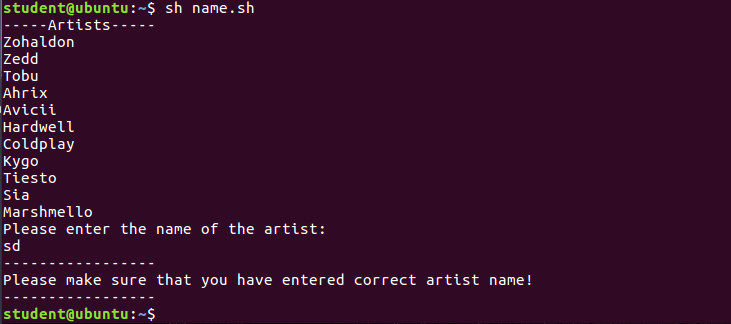 student@ubuntu:~$ sh name.sh
-----Artists-----
Zohaldon
Zedd
Tobu
Ahrix
Avicii
Hardwell
Coldplay
Kygo
Tiesto
Sia
Marshmello
Please enter the name of the artist:
sd
-----------------
Please make sure that you have entered correct artist name!
-----------------
student@ubuntu:~$